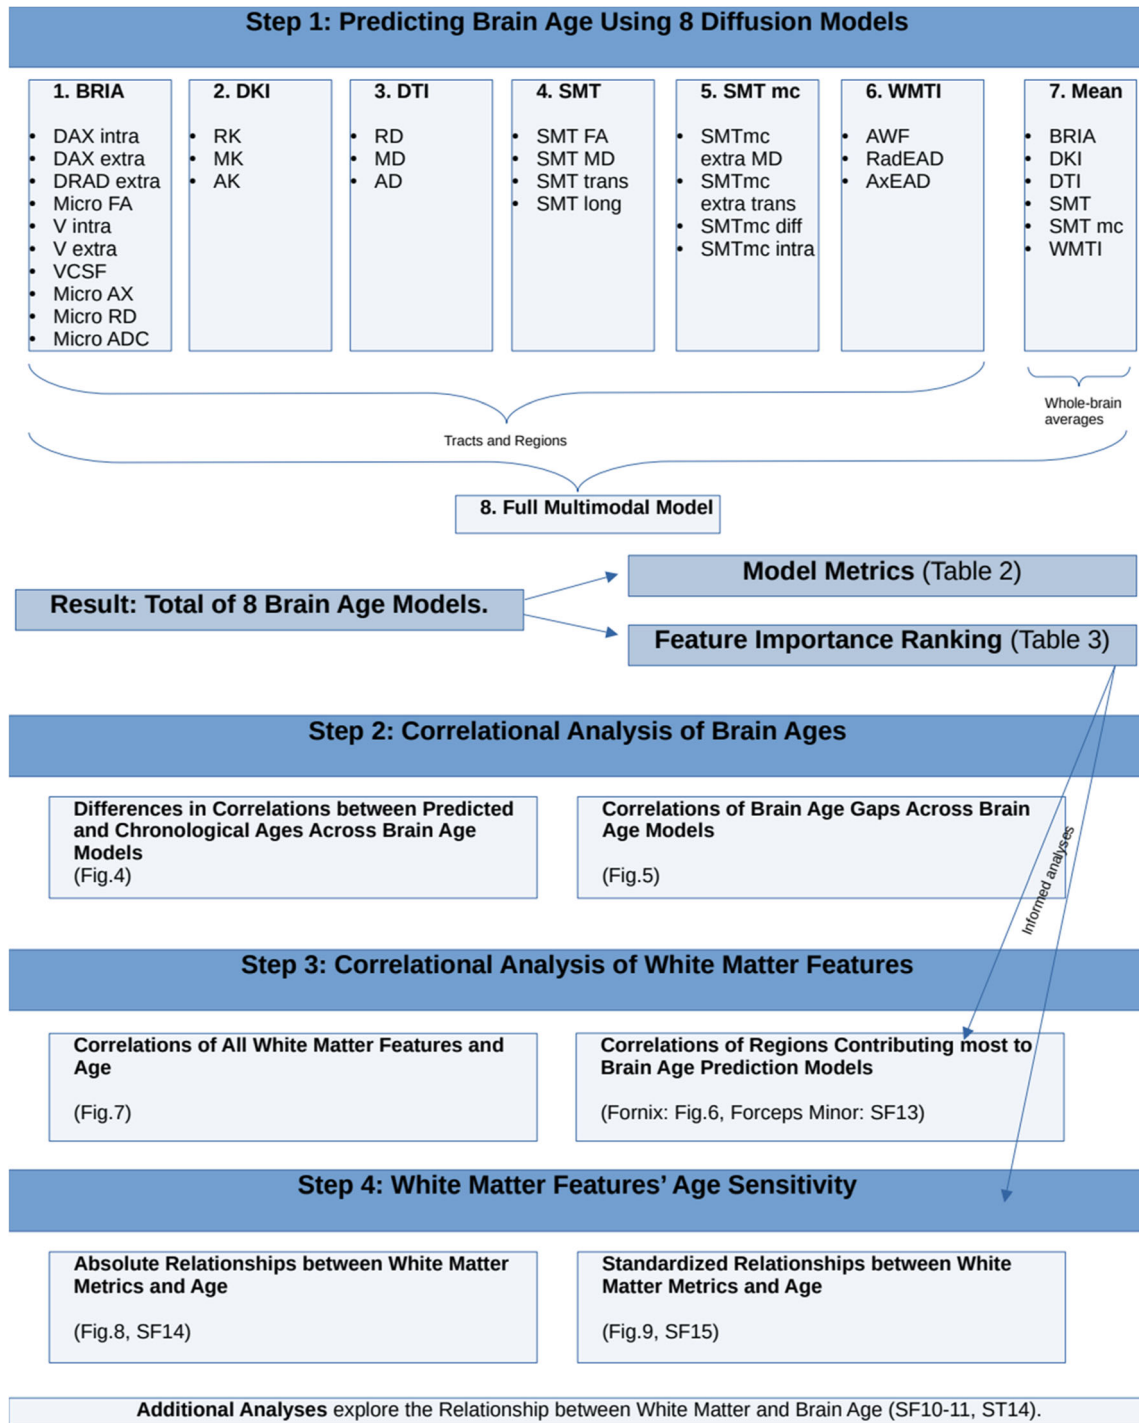 Step 1: Predicting Brain Age Using 8 Diffusion Models
1. BRIA
• DAX intra
• DAX extra
• DRAD extra
• Micro FA
• V intra
• V extra
• VCSF
• Micro AX
• Micro RD
• Micro ADC
2. DKI
• RK
• MK
• AK
3. DTI
• RD
• MD
• AD
4. SMT
• SMT FA
• SMT MD
• SMT trans
• SMT long
5. SMT mc
• SMTmc
extra MD
• SMTmc
extra trans
• SMTmc diff
• SMTmc intra
6. WMTI
• AWF
• RadEAD
• AxEAD
7. Mean
• BRIA
• DKI
• DTI
• SMT
• SMT mc
• WMTI
Tracts and Regions
Whole-brain
averages
8. Full Multimodal Model
Result: Total of 8 Brain Age Models.
Model Metrics (Table 2)
Feature Importance Ranking (Table 3)
Informed analyses
Step 2: Correlational Analysis of Brain Ages
Differences in Correlations between Predicted
and Chronological Ages Across Brain Age
Models
(Fig.4)
Correlations of Brain Age Gaps Across Brain
Age Models
(Fig.5)
Step 3: Correlational Analysis of White Matter Features
Correlations of All White Matter Features and
Age
(Fig.7)
Correlations of Regions Contributing most to
Brain Age Prediction Models
(Fornix: Fig.6, Forceps Minor: SF13)
Step 4: White Matter Features' Age Sensitivity
Absolute Relationships between White Matter
Metrics and Age
(Fig.8, SF14)
Standardized Relationships between White
Matter Metrics and Age
(Fig.9, SF15)
Additional Analyses explore the Relationship between White Matter and Brain Age (SF10-11, ST14).